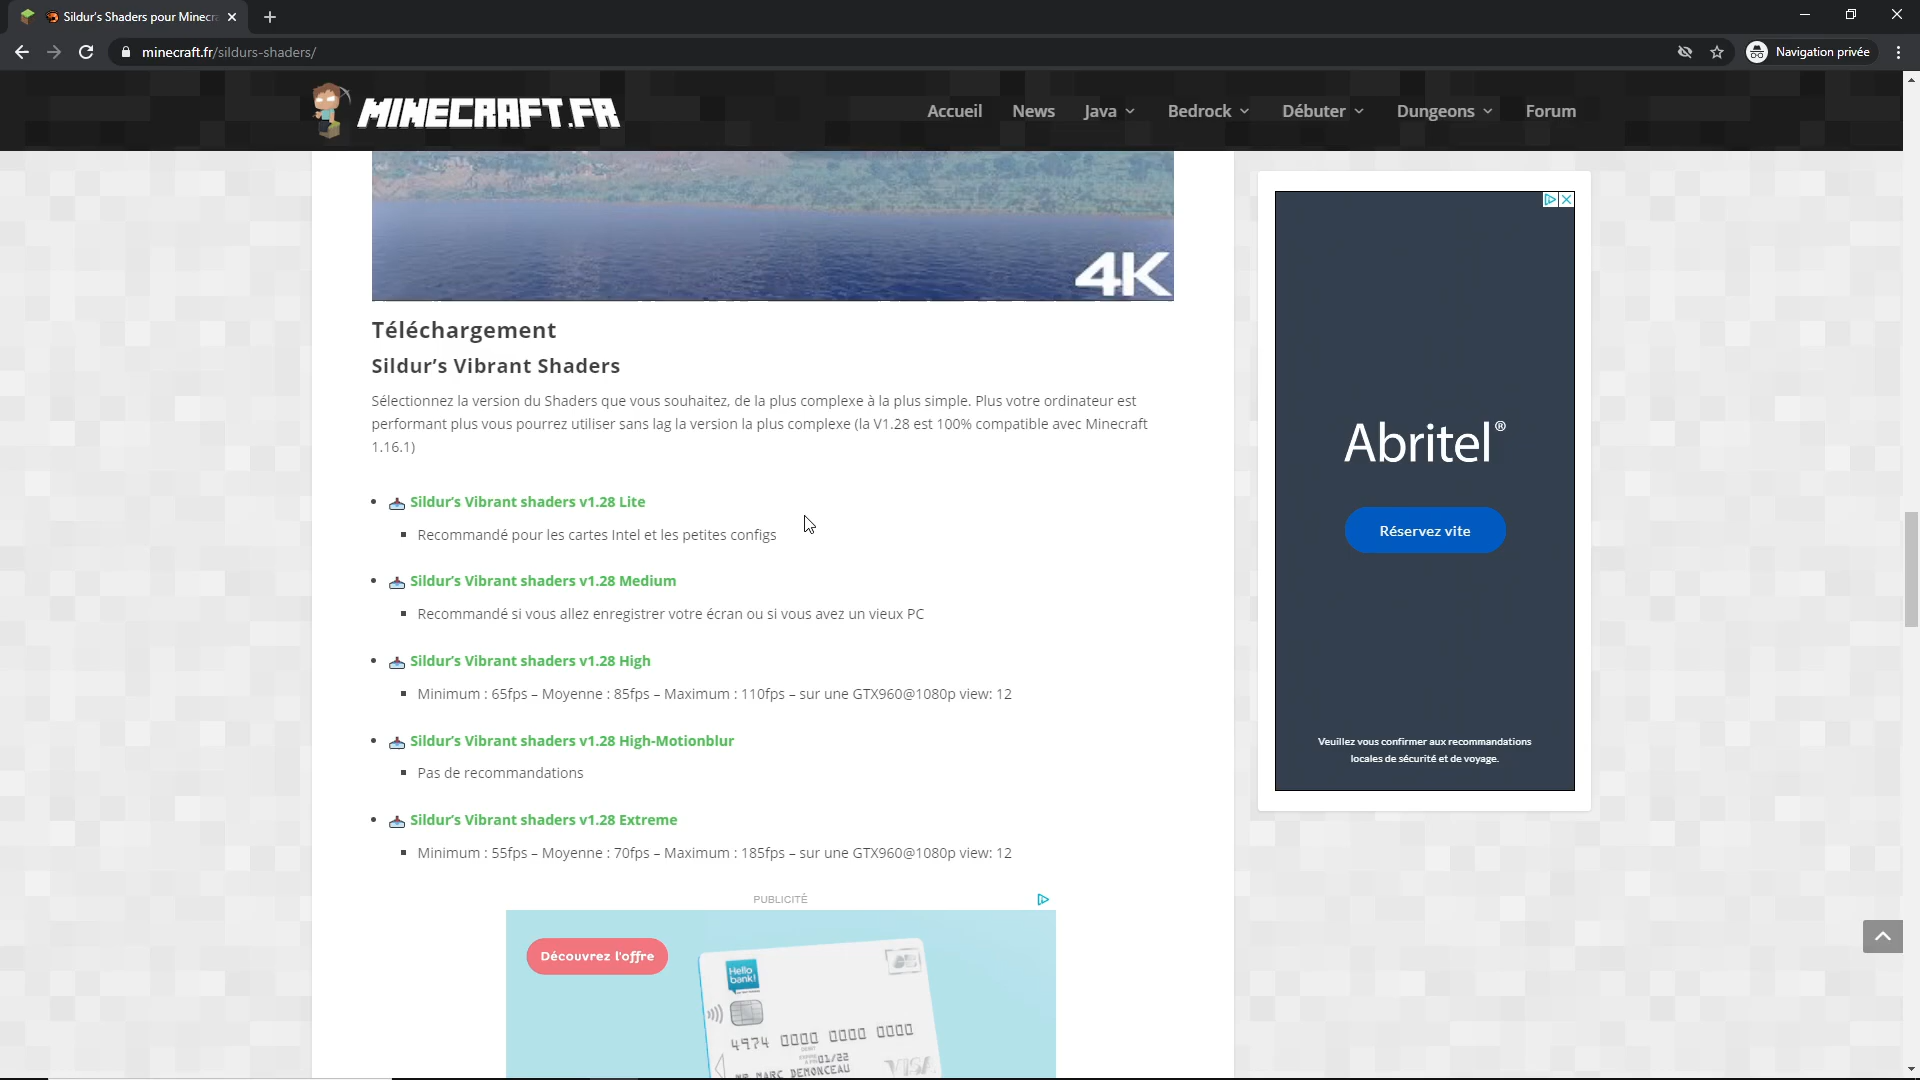 Sildur's Shaders pour Minecra
minecraft.fr/sildurs-shaders/
Navigation privée
MINECRAFT.FR
Accueil News Java Bedrock Débuter Dungeons Forum
4K
Téléchargement
Sildur’s Vibrant Shaders
Sélectionnez la version du Shaders que vous souhaitez, de la plus complexe à la plus simple. Plus votre ordinateur est
performant plus vous pourrez utiliser sans lag la version la plus complexe (la V1.28 est 100% compatible avec Minecraft
1.16.1)
Sildur’s Vibrant shaders v1.28 Lite
Recommandé pour les cartes Intel et les petites configs
Sildur’s Vibrant shaders v1.28 Medium
Recommandé si vous allez enregistrer votre écran ou si vous avez un vieux PC
Sildur’s Vibrant shaders v1.28 High
Minimum : 65fps – Moyenne : 85fps – Maximum : 110fps – sur une GTX960@1080p view: 12
Sildur’s Vibrant shaders v1.28 High-Motionblur
Pas de recommandations
Sildur’s Vibrant shaders v1.28 Extreme
Minimum : 55fps – Moyenne : 70fps – Maximum : 185fps – sur une GTX960@1080p view: 12
PUBLICITÉ
Découvrez l'offre
Hello
bank!
4974 0000 0000 0000
01/22
MR MARC DEMONCEAU
VISA
Abritel®
Réservez vite
Veuillez vous confirmer aux recommandations
locales de sécurité et de voyage.